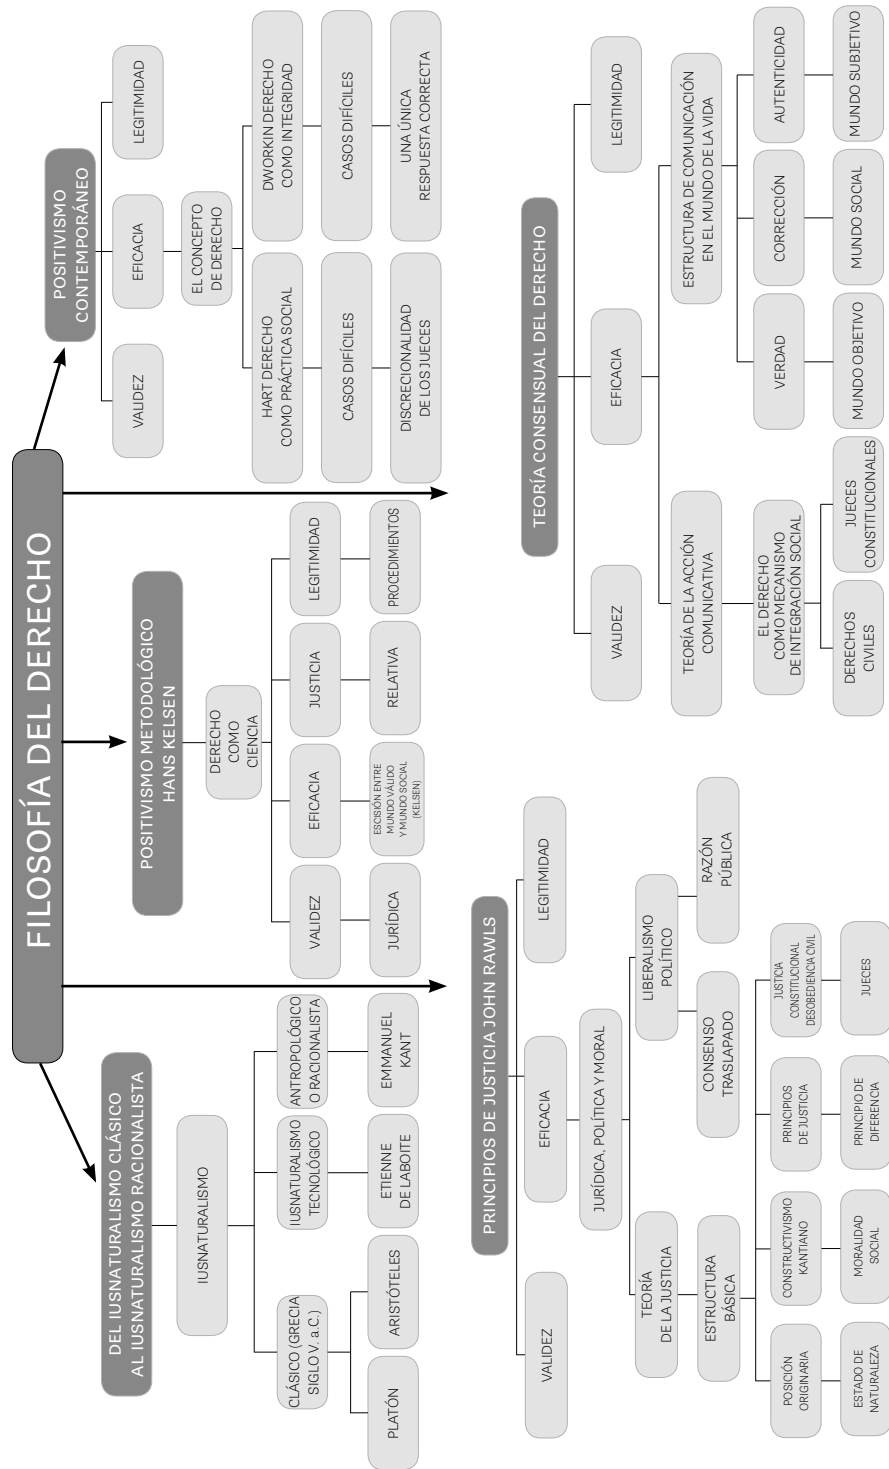 FILOSOFÍA DEL DERECHO
DEL IUSNATURALISMO CLÁSICO
AL IUSNATURALISMO RACIONALISTA
IUSNATURALISMO
CLÁSICO (GRECIA
SIGLO V. a.C.)
IUSNATURALISMO
TECNOLÓGICO
ANTROPOLÓGICO
O RACIONALISTA
PLATÓN
ARISTÓTELES
ETIENNE
DE LABOITE
EMMANUEL
KANT
POSITIVISMO METODOLÓGICO
HANS KELSEN
DERECHO
COMO
CIENCIA
VALIDEZ
EFICACIA
JUSTICIA
LEGITIMIDAD
JURÍDICA
ESCISIÓN ENTRE
MUNDO VÁLIDO
Y MUNDO SOCIAL
(KELSEN)
RELATIVA
PROCEDIMIENTOS
POSITIVISMO
CONTEMPORÁNEO
VALIDEZ
EFICACIA
LEGITIMIDAD
EL CONCEPTO
DE DERECHO
HART DERECHO
COMO PRÁCTICA SOCIAL
DWORKIN DERECHO
COMO INTEGRIDAD
CASOS DIFÍCILES
CASOS DIFÍCILES
DISCRECIONALIDAD
DE LOS JUECES
UNA ÚNICA
RESPUESTA CORRECTA
PRINCIPIOS DE JUSTICIA JOHN RAWLS
VALIDEZ
EFICACIA
LEGITIMIDAD
JURÍDICA, POLÍTICA Y MORAL
TEORÍA
DE LA JUSTICIA
LIBERALISMO
POLÍTICO
ESTRUCTURA
BÁSICA
CONSENSO
TRASLAPADO
RAZÓN
PÚBLICA
POSICIÓN
ORIGINARIA
CONSTRUCTIVISMO
KANTIANO
PRINCIPIOS
DE JUSTICIA
JUSTICIA
CONSTITUCIONAL
DESOBEDIENCIA CIVIL
ESTADO DE
NATURALEZA
MORALIDAD
SOCIAL
PRINCIPIO DE
DIFERENCIA
JUECES
TEORÍA CONSENSUAL DEL DERECHO
VALIDEZ
EFICACIA
LEGITIMIDAD
TEORÍA DE LA ACCIÓN
COMUNICATIVA
ESTRUCTURA DE COMUNICACIÓN
EN EL MUNDO DE LA VIDA
EL DERECHO
COMO MECANISMO
DE INTEGRACIÓN SOCIAL
VERDAD
CORRECCIÓN
AUTENTICIDAD
DERECHOS
CIVILES
JUECES
CONSTITUCIONALES
MUNDO OBJETIVO
MUNDO SOCIAL
MUNDO SUBJETIVO